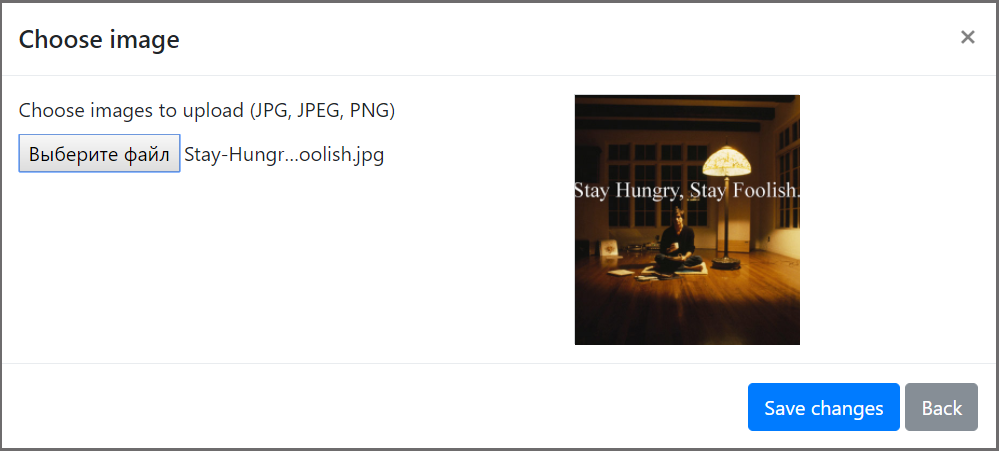 Choose image
×
Choose images to upload (JPG, JPEG, PNG)
Выберите файл Stay-Hungr...oolish.jpg
Stay Hungry, Stay Foolish.
Save changes Back